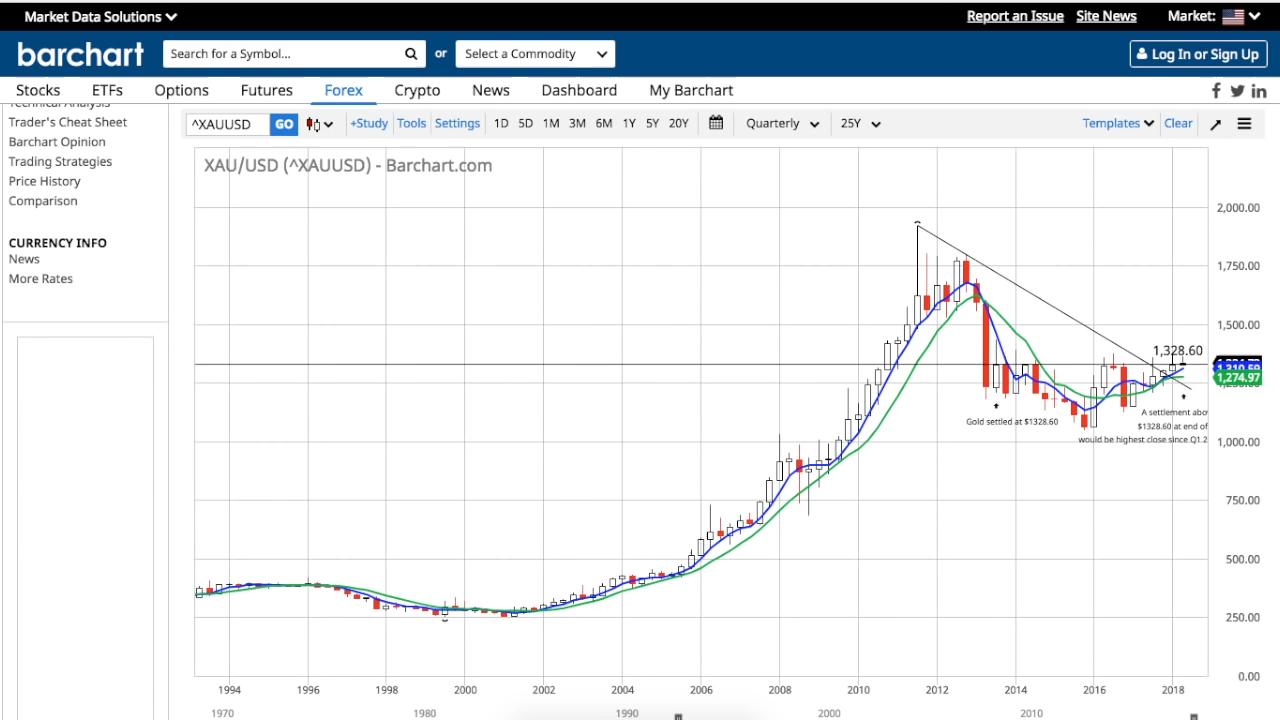 Market Data Solutions
Report an Issue Site News Market:
barchart Search for a Symbol... or Select a Commodity Log In or Sign Up
Stocks ETFs Options Futures Forex Crypto News Dashboard My Barchart
Technical Analysis
Trader's Cheat Sheet
Barchart Opinion
Trading Strategies
Price History
Comparison
CURRENCY INFO
News
More Rates
^XAUUSD GO +Study Tools Settings 1D 5D 1M 3M 6M 1Y 5Y 20Y Quarterly 25Y Templates Clear
XAU/USD (^XAUUSD) - Barchart.com
2,000.00
1,750.00
1,500.00
1,328.60
1,274.97
1,000.00
750.00
500.00
250.00
0.00
Gold settled at $1328.60
A settlement abo
$1328.60 at end of
would be highest close since Q1 2
1994 1996 1998 2000 2002 2004 2006 2008 2010 2012 2014 2016 2018
1970 1980 1990 2000 2010